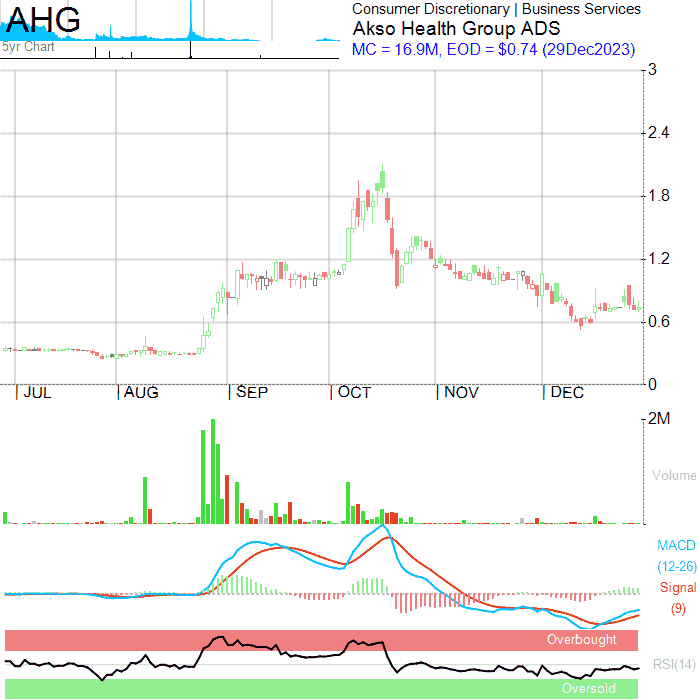 AHG
5yr Chart
Consumer Discretionary | Business Services
Akso Health Group ADS
MC = 16.9M, EOD = $0.74 (29Dec2023)
3
2.4
1.8
1.2
0.6
0
| JUL | AUG | SEP | OCT | NOV | DEC
2M
Volume
MACD
(12-26)
Signal
(9)
Overbought
RSI(14)
Oversold